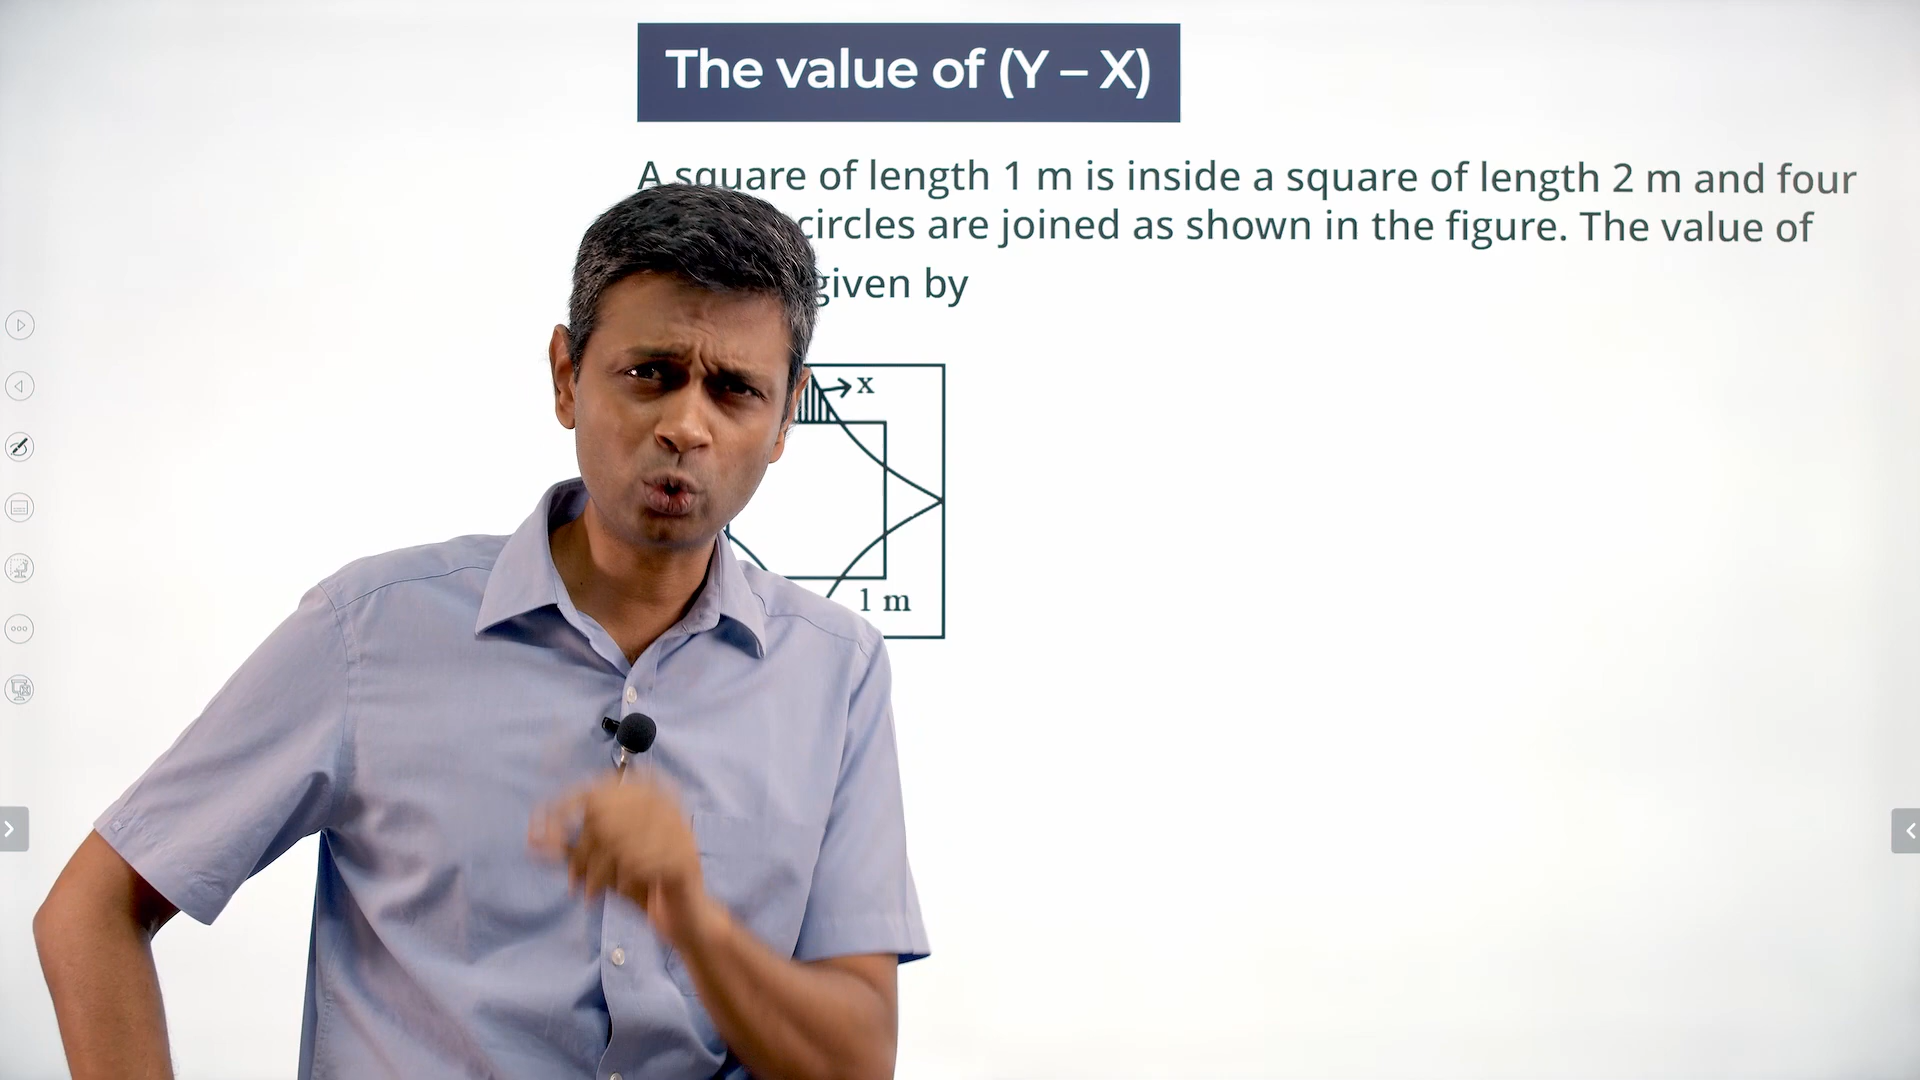 The value of (Y – X)
A square of length 1 m is inside a square of length 2 m and four
circles are joined as shown in the figure. The value of
given by
x
1 m